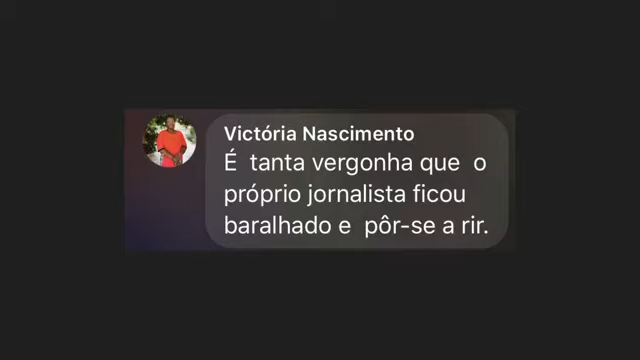 Victória Nascimento
É tanta vergonha que o
próprio jornalista ficou
baralhado e pôr-se a rir.